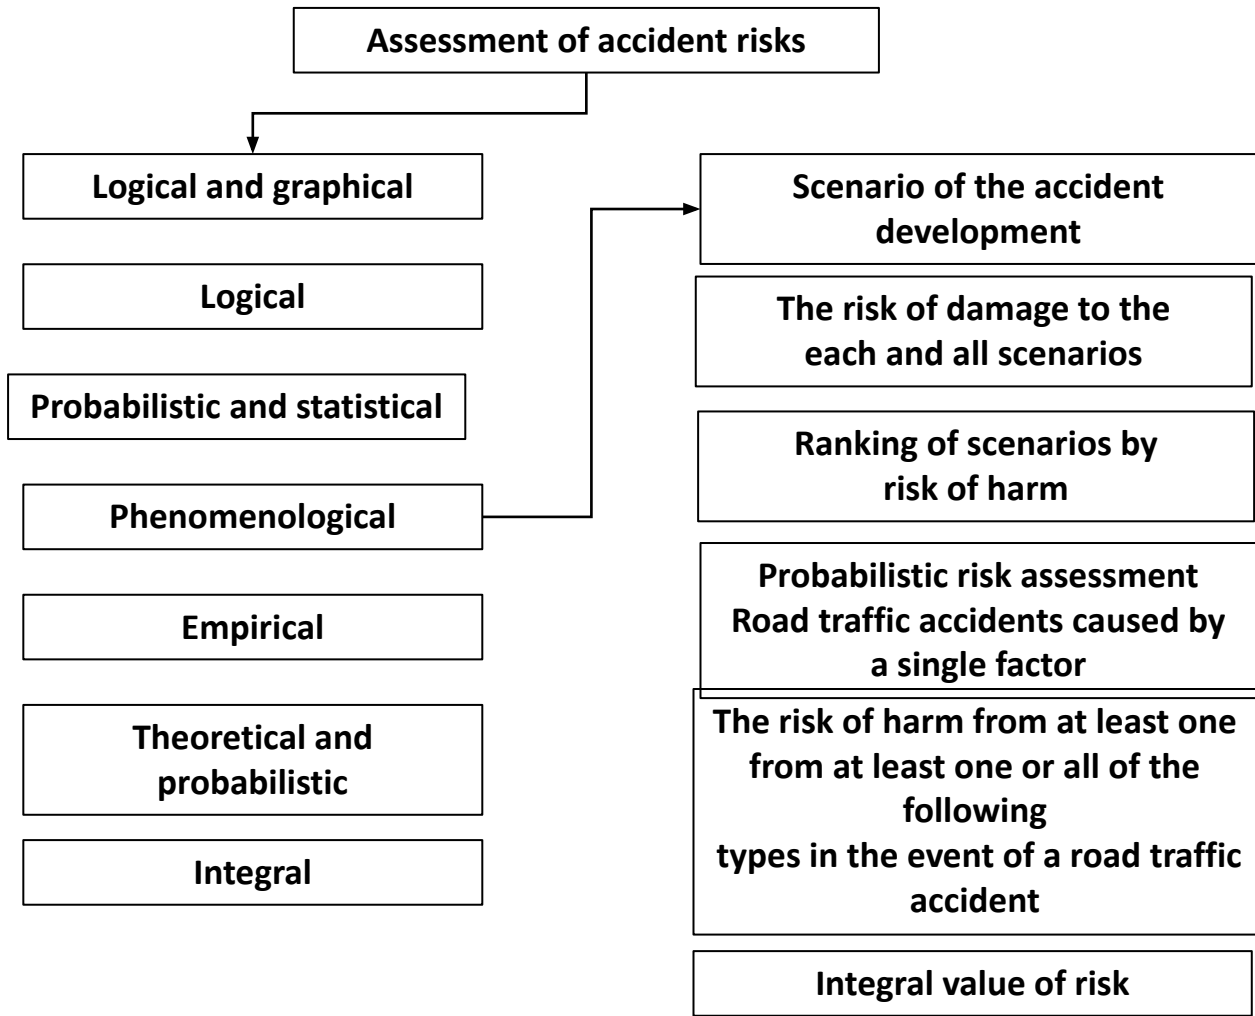 Assessment of accident risks
Logical and graphical
Logical
Probabilistic and statistical
Phenomenological
Empirical
Theoretical and
probabilistic
Integral
Scenario of the accident
development
The risk of damage to the
each and all scenarios
Ranking of scenarios by
risk of harm
Probabilistic risk assessment
Road traffic accidents caused by
a single factor
The risk of harm from at least one
from at least one or all of the
following
types in the event of a road traffic
accident
Integral value of risk